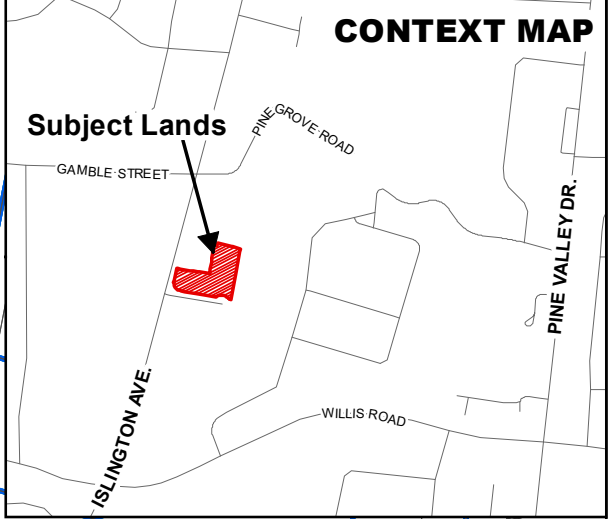 CONTEXT MAP
Subject Lands
PINE GROVE ROAD
GAMBLE STREET
PINE VALLEY DR.
ISLINGTON AVE.
WILLIS ROAD